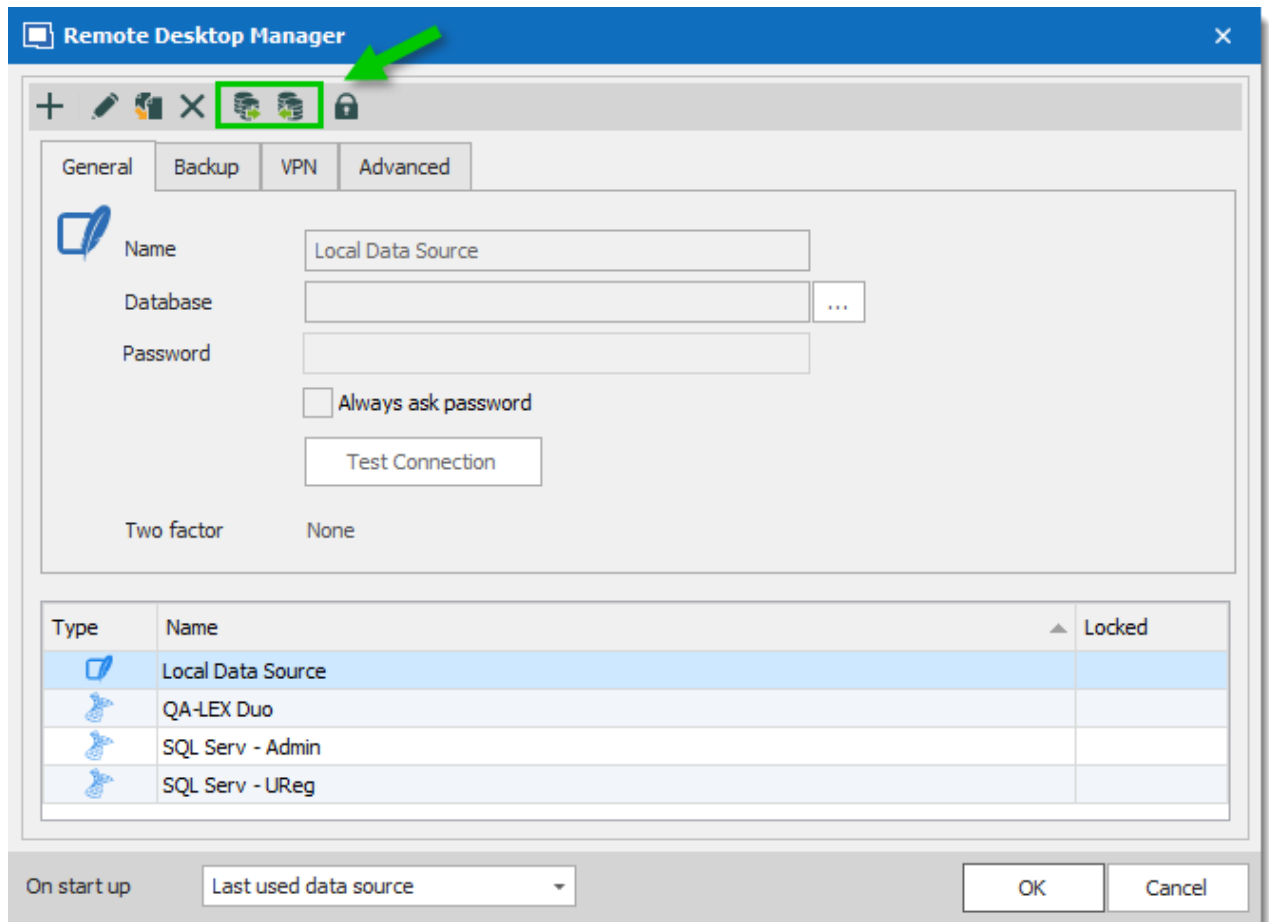 Remote Desktop Manager
General Backup VPN Advanced
Name Local Data Source
Database ...
Password
Always ask password
Test Connection
Two factor None
Type Name Locked
Local Data Source
QA-LEX Duo
SQL Serv - Admin
SQL Serv - UReg
On start up Last used data source OK Cancel